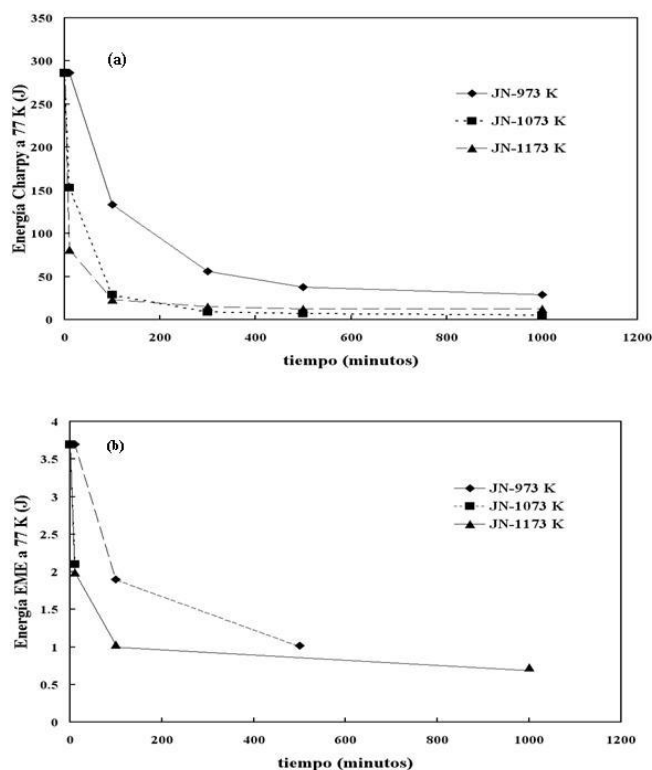 (a)
Energía Charpy a 77 K (J)
350
300
250
200
150
100
50
0
JN-973 K
JN-1073 K
JN-1173 K
0 200 400 600 800 1000 1200
tiempo (minutos)
(b)
Energía EME a 77 K (J)
4
3.5
3
2.5
2
1.5
1
0.5
0
JN-973 K
JN-1073 K
JN-1173 K
0 200 400 600 800 1000 1200
tiempo (minutos)